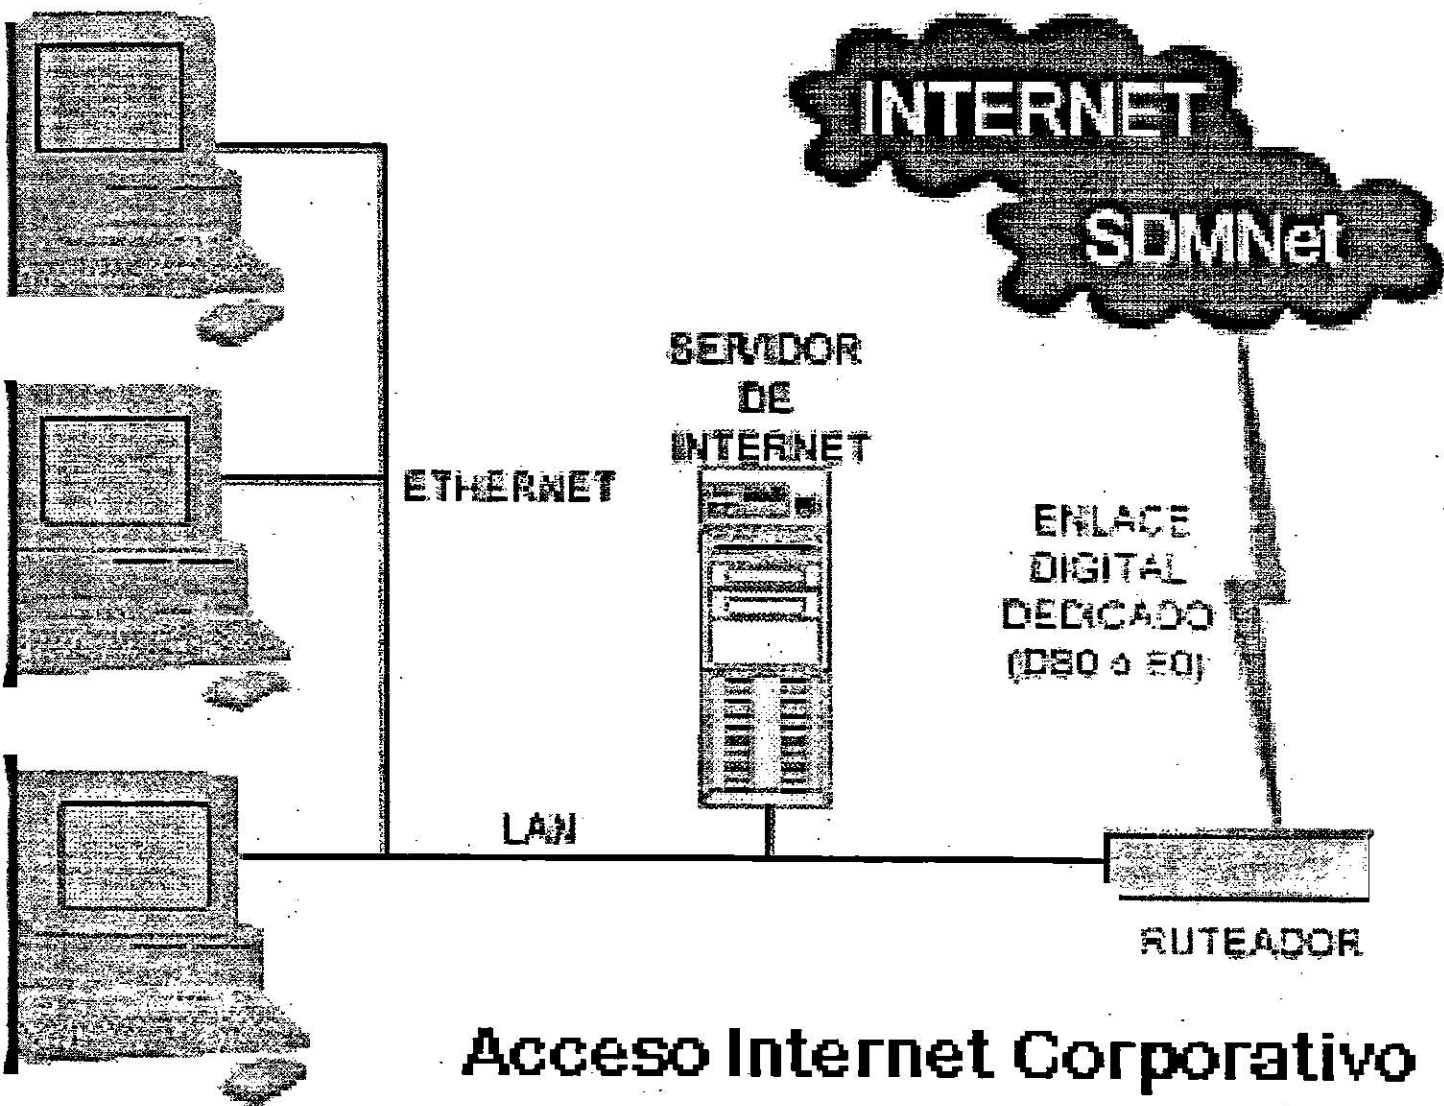 INTERNET
SDMNet
SERVIDOR
DE
INTERNET
ETHERNET
ENLACE
DIGITAL
DEDICADO
(DS0 ó E0)
LAN
RUTEADOR
Acceso Internet Corporativo